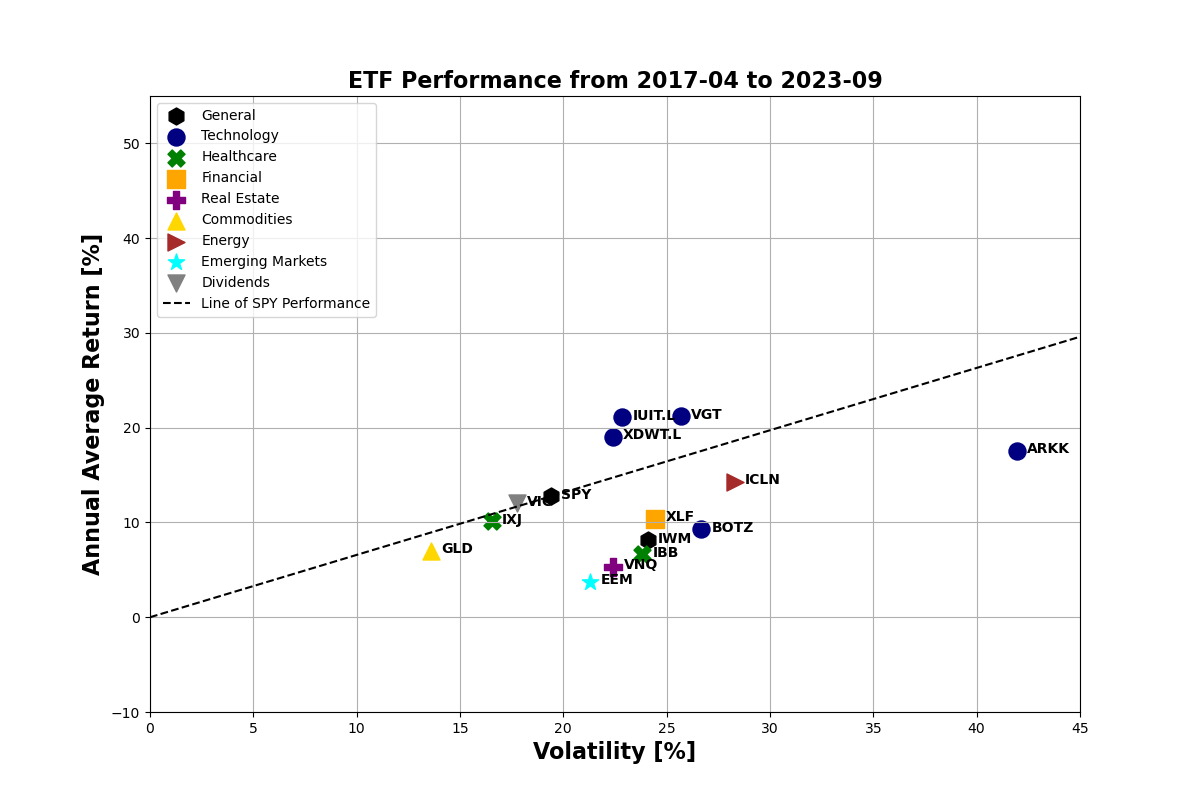 ETF Performance from 2017-04 to 2023-09
General
Technology
Healthcare
Financial
Real Estate
Commodities
Energy
Emerging Markets
Dividends
Line of SPY Performance
Annual Average Return [%]
50
40
30
20
10
0
−10
IUIT.L
VGT
XDWT.L
ARKK
ICLN
SPY
IXJ
XLF
BOTZ
IWM
IBB
GLD
VNQ
EEM
0 5 10 15 20 25 30 35 40 45
Volatility [%]